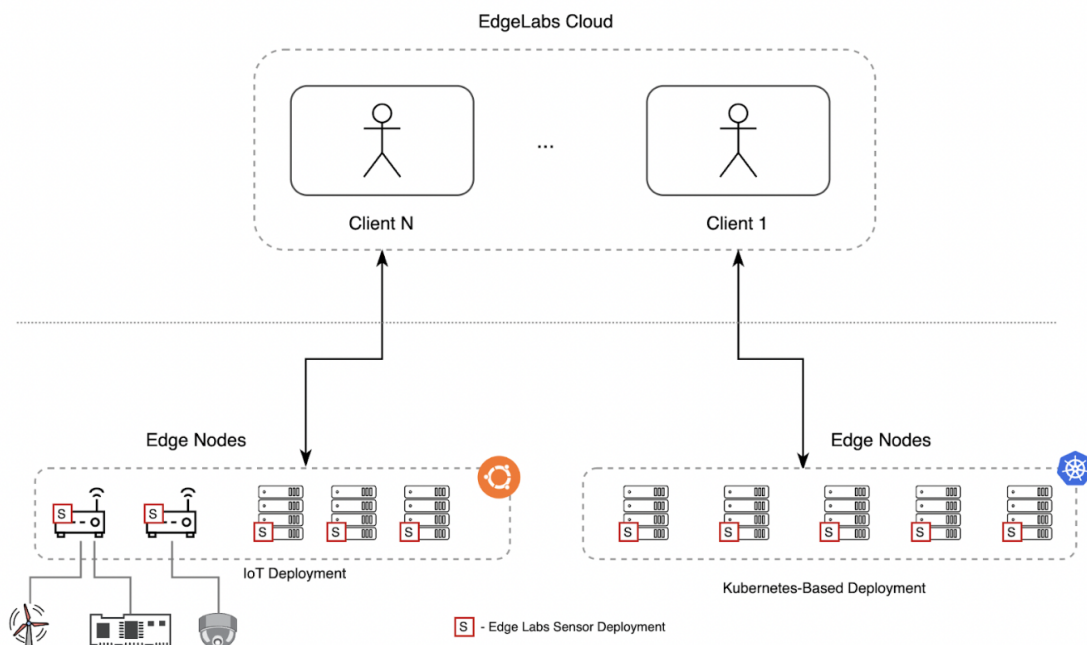 EdgeLabs Cloud
...
Client N
Client 1
Edge Nodes
Edge Nodes
S
S
S
S
S
S
S
S
S
S
IoT Deployment
Kubernetes-Based Deployment
S - Edge Labs Sensor Deployment